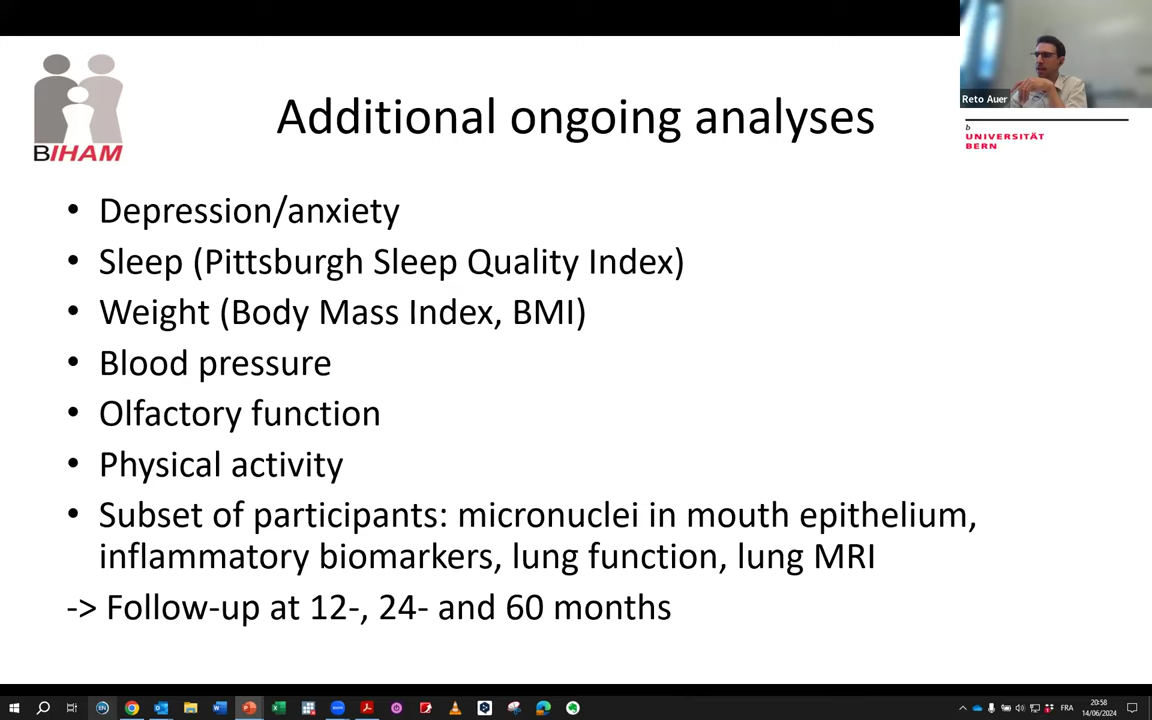 Reto Auer
b
UNIVERSITÄT
BERN
BIHAM
Additional ongoing analyses
• Depression/anxiety
• Sleep (Pittsburgh Sleep Quality Index)
• Weight (Body Mass Index, BMI)
• Blood pressure
• Olfactory function
• Physical activity
• Subset of participants: micronuclei in mouth epithelium,
inflammatory biomarkers, lung function, lung MRI
-> Follow-up at 12-, 24- and 60 months
FRA
20:58
14/06/2024